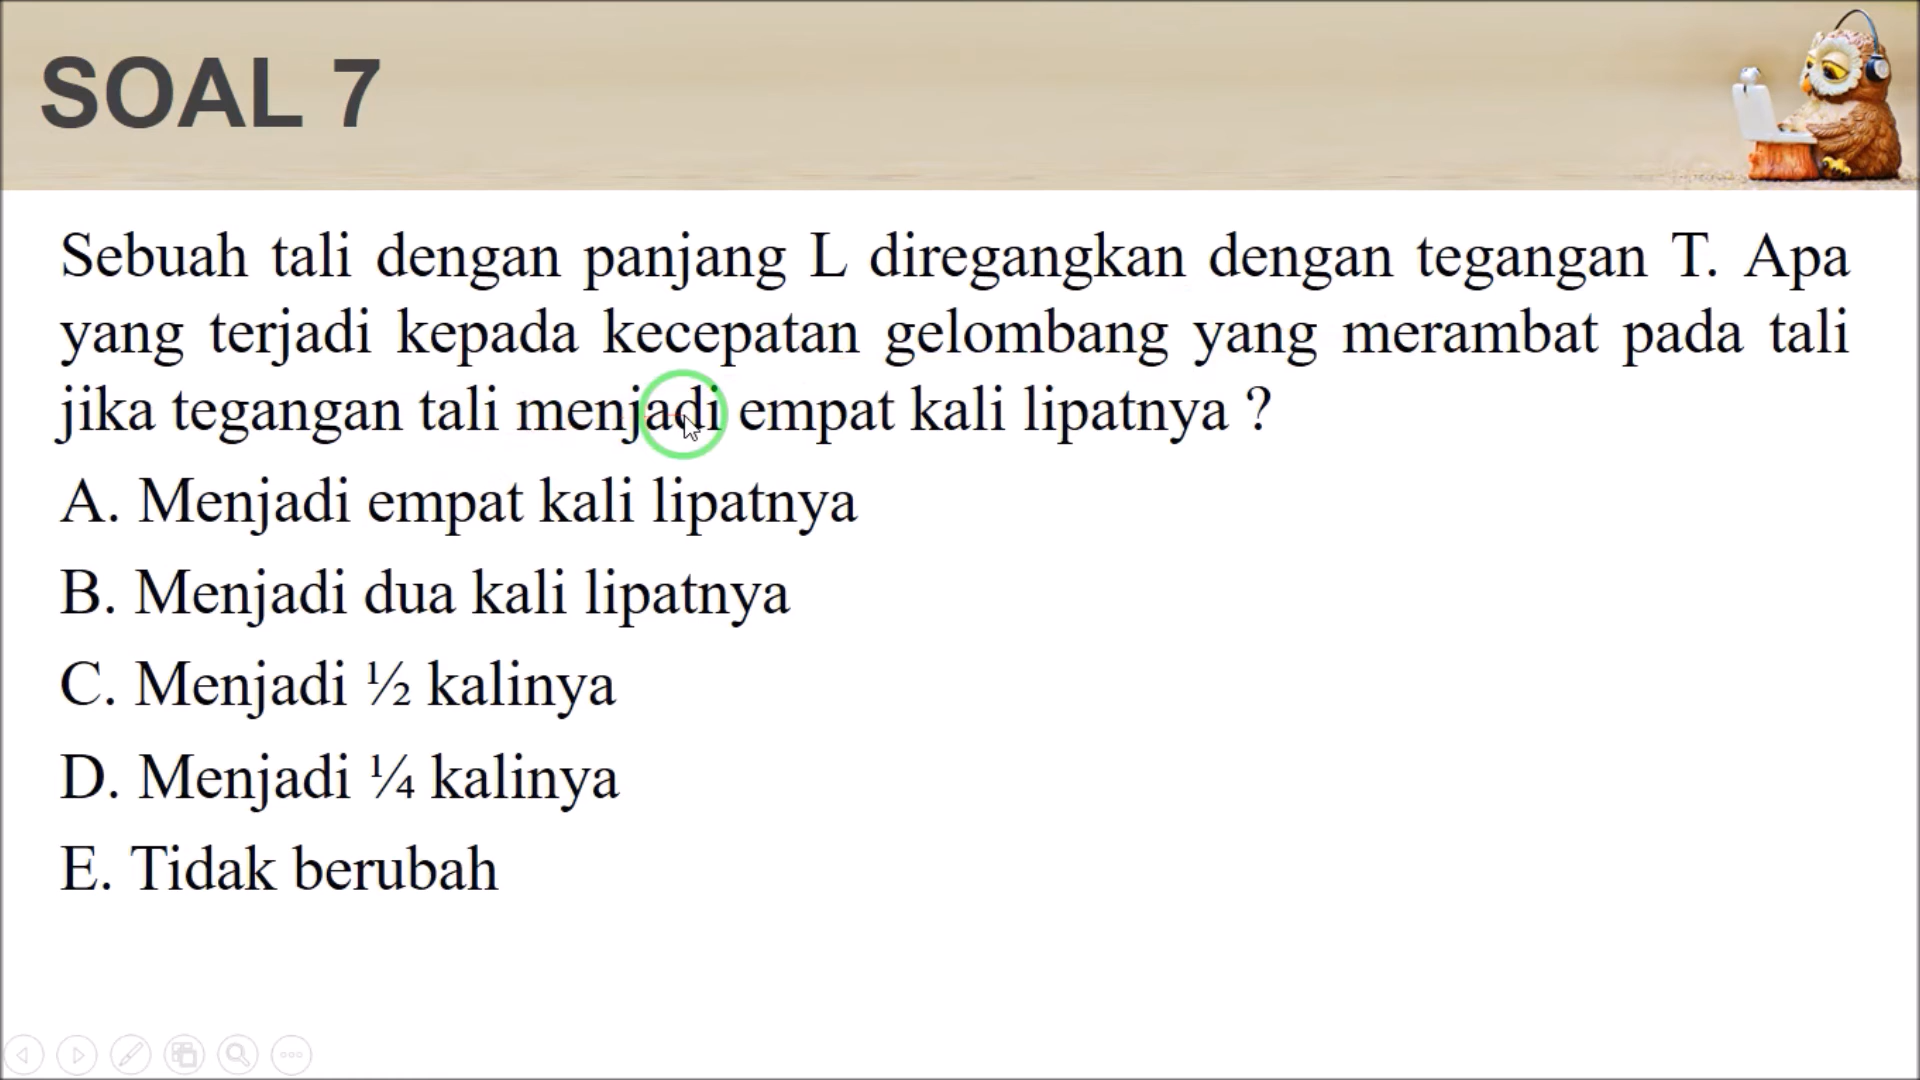 SOAL 7
Sebuah tali dengan panjang L diregangkan dengan tegangan T. Apa
yang terjadi kepada kecepatan gelombang yang merambat pada tali
jika tegangan tali menjadi empat kali lipatnya ?
A. Menjadi empat kali lipatnya
B. Menjadi dua kali lipatnya
C. Menjadi ½ kalinya
D. Menjadi ¼ kalinya
E. Tidak berubah